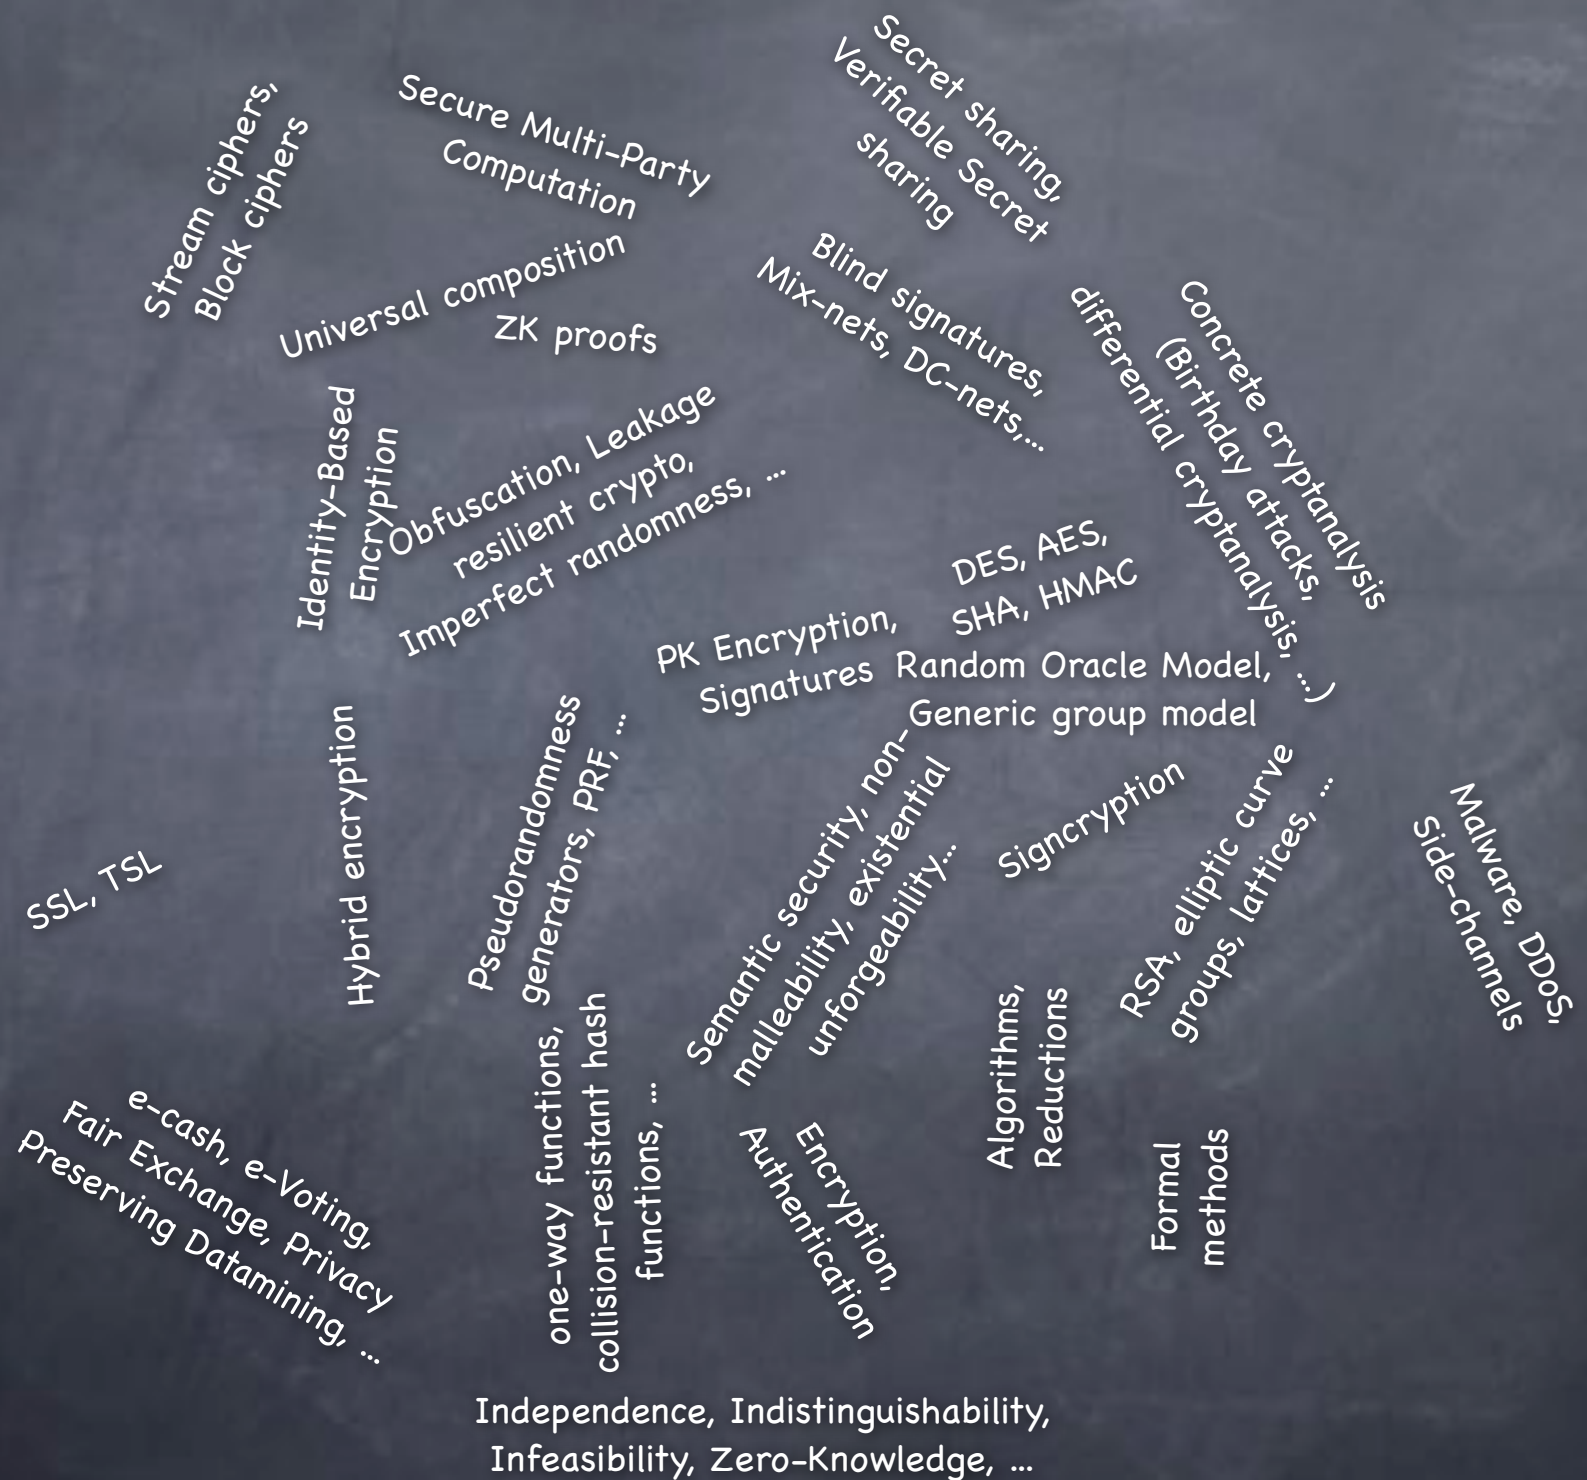 Secret sharing,
Verifiable Secret
sharing
Secure Multi-Party
Computation
Stream ciphers,
Block ciphers
Universal composition
ZK proofs
Blind signatures,
Mix-nets, DC-nets,...
Concrete cryptanalysis
(Birthday attacks,
differential cryptanalysis, ...)
Identity-Based
Encryption
Obfuscation, Leakage
resilient crypto,
Imperfect randomness, ...
DES, AES,
SHA, HMAC
PK Encryption,
Signatures
Random Oracle Model,
Generic group model
Hybrid encryption
Pseudorandomness
generators, PRF, ...
Semantic security, non-
malleability, existential
unforgeability...
Signcryption
RSA, elliptic curve
groups, lattices, ...
Malware, DDoS,
Side-channels
SSL, TSL
Algorithms,
Reductions
one-way functions,
collision-resistant hash
functions, ...
e-cash, e-Voting,
Fair Exchange, Privacy
Preserving Datamining, ...
Encryption,
Authentication
Formal
methods
Independence, Indistinguishability,
Infeasibility, Zero-Knowledge, ...